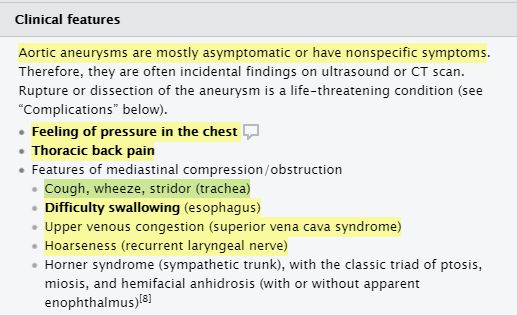 Clinical features
Aortic aneurysms are mostly asymptomatic or have nonspecific symptoms.
Therefore, they are often incidental findings on ultrasound or CT scan.
Rupture or dissection of the aneurysm is a life-threatening condition (see
“Complications” below).
• Feeling of pressure in the chest
• Thoracic back pain
• Features of mediastinal compression/obstruction
• Cough, wheeze, stridor (trachea)
• Difficulty swallowing (esophagus)
• Upper venous congestion (superior vena cava syndrome)
• Hoarseness (recurrent laryngeal nerve)
• Horner syndrome (sympathetic trunk), with the classic triad of ptosis,
miosis, and hemifacial anhidrosis (with or without apparent
enophthalmus)[8]